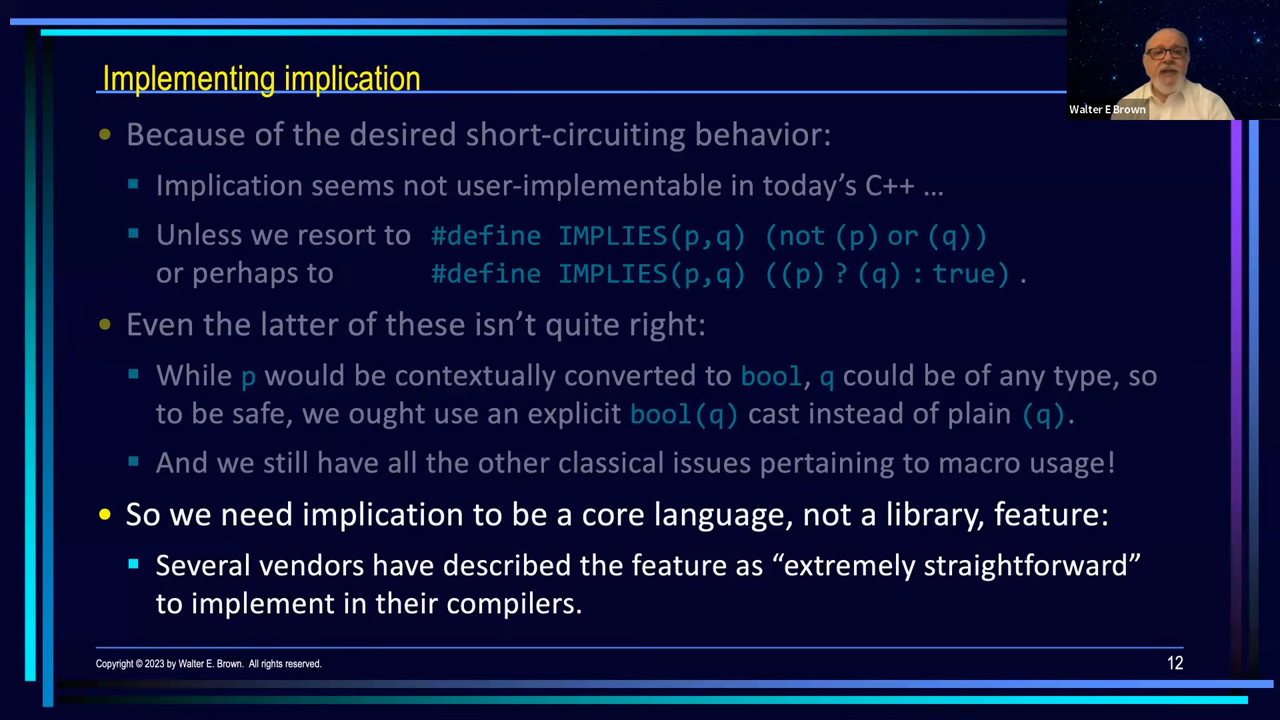 Implementing implication
Walter E Brown
• Because of the desired short-circuiting behavior:
▪ Implication seems not user-implementable in today’s C++ …
▪ Unless we resort to #define IMPLIES(p,q) (not (p) or (q))
or perhaps to #define IMPLIES(p,q) ((p) ? (q) : true) .
• Even the latter of these isn’t quite right:
▪ While p would be contextually converted to bool, q could be of any type, so
to be safe, we ought use an explicit bool(q) cast instead of plain (q).
▪ And we still have all the other classical issues pertaining to macro usage!
• So we need implication to be a core language, not a library, feature:
▪ Several vendors have described the feature as “extremely straightforward”
to implement in their compilers.
Copyright © 2023 by Walter E. Brown. All rights reserved.
12